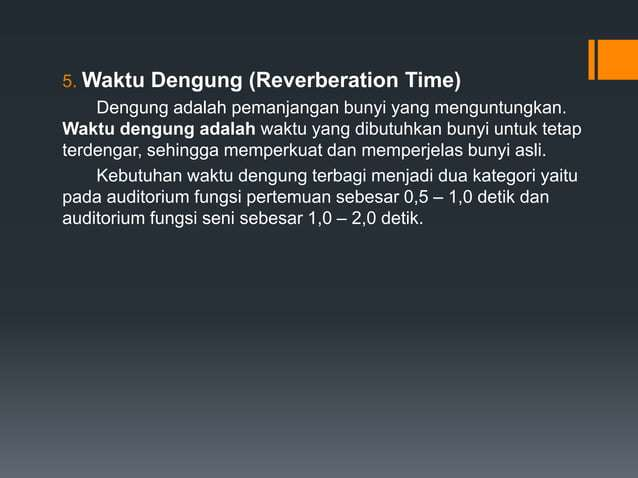 5. Waktu Dengung (Reverberation Time)
Dengung adalah pemanjangan bunyi yang menguntungkan.
Waktu dengung adalah waktu yang dibutuhkan bunyi untuk tetap
terdengar, sehingga memperkuat dan memperjelas bunyi asli.
Kebutuhan waktu dengung terbagi menjadi dua kategori yaitu
pada auditorium fungsi pertemuan sebesar 0,5 – 1,0 detik dan
auditorium fungsi seni sebesar 1,0 – 2,0 detik.